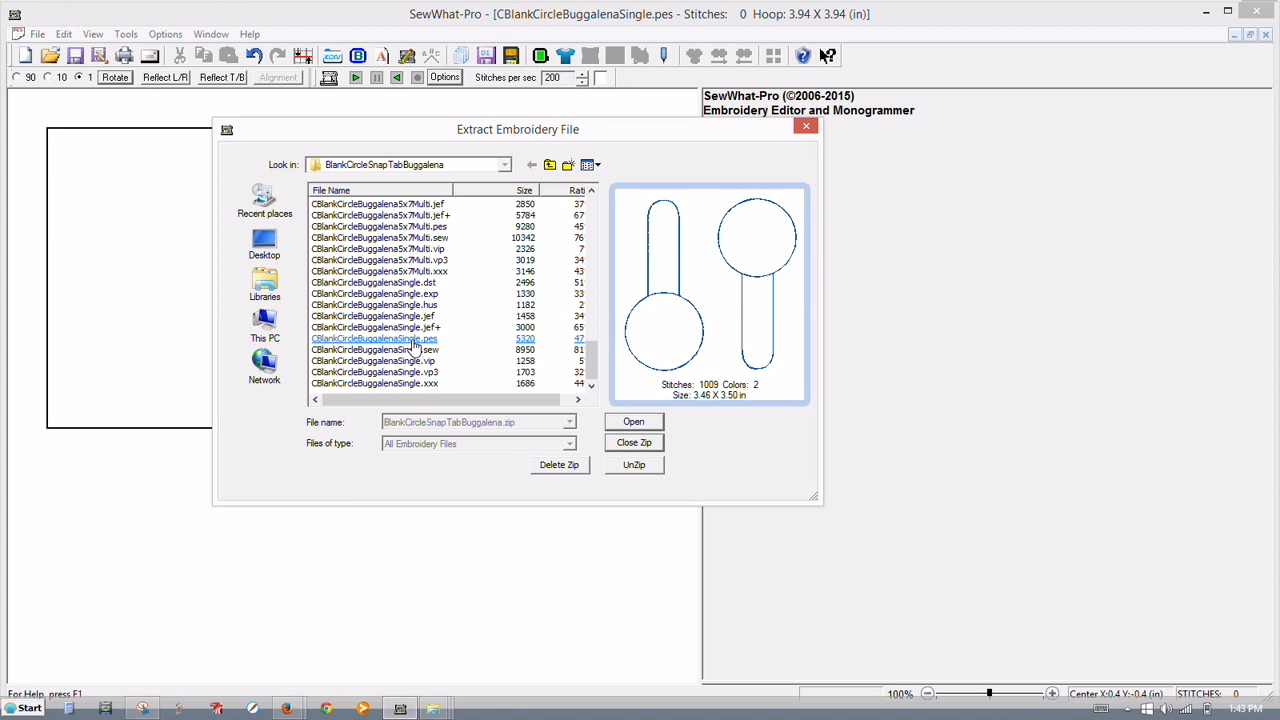 SewWhat-Pro - [CBlankCircleBuggalenaSingle.pes - Stitches: 0 Hoop: 3.94 X 3.94 (in)]
File Edit View Tools Options Window Help
90 10 1 Rotate Reflect L/R Reflect T/B Alignment Options Stitches per sec 200
SewWhat-Pro (©2006-2015)
Embroidery Editor and Monogrammer
Extract Embroidery File
Look in: BlankCircleSnapTabBuggalena
File Name Size Rati
CBlankCircleBuggalena5x7Multi.jef 2850 37
CBlankCircleBuggalena5x7Multi.jef+ 5784 67
CBlankCircleBuggalena5x7Multi.pes 9280 45
CBlankCircleBuggalena5x7Multi.sew 10342 76
CBlankCircleBuggalena5x7Multi.vip 2326 7
CBlankCircleBuggalena5x7Multi.vp3 3019 34
CBlankCircleBuggalena5x7Multi.xxx 3146 43
CBlankCircleBuggalenaSingle.dst 2496 51
CBlankCircleBuggalenaSingle.exp 1330 33
CBlankCircleBuggalenaSingle.hus 1182 2
CBlankCircleBuggalenaSingle.jef 1458 34
CBlankCircleBuggalenaSingle.jef+ 3000 65
CBlankCircleBuggalenaSingle.pes 5320 47
CBlankCircleBuggalenaSingle.sew 8950 81
CBlankCircleBuggalenaSingle.vip 1258 5
CBlankCircleBuggalenaSingle.vp3 1703 32
CBlankCircleBuggalenaSingle.xxx 1686 44
Recent places
Desktop
Libraries
This PC
Network
Stitches: 1009 Colors: 2
Size: 3.46 X 3.50 in
File name: BlankCircleSnapTabBuggalena.zip Open
Files of type: All Embroidery Files Close Zip
Delete Zip UnZip
For Help, press F1 100% Center X:0.4 Y:-0.4 (in) STITCHES: 0
Start 1:43 PM